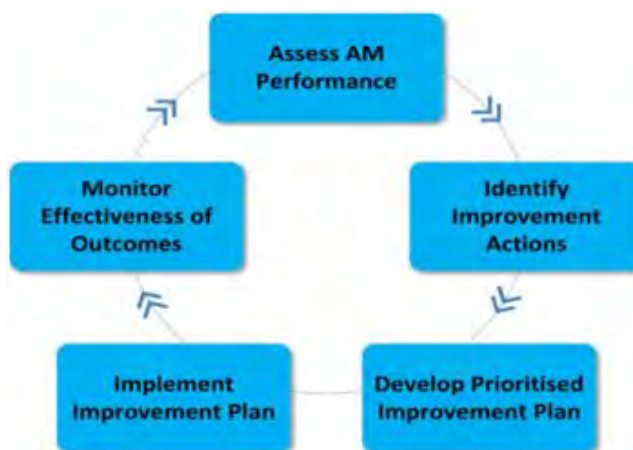 Assess AM
Performance
Identify
Improvement
Actions
Develop Prioritised
Improvement Plan
Implement
Improvement Plan
Monitor
Effectiveness of
Outcomes